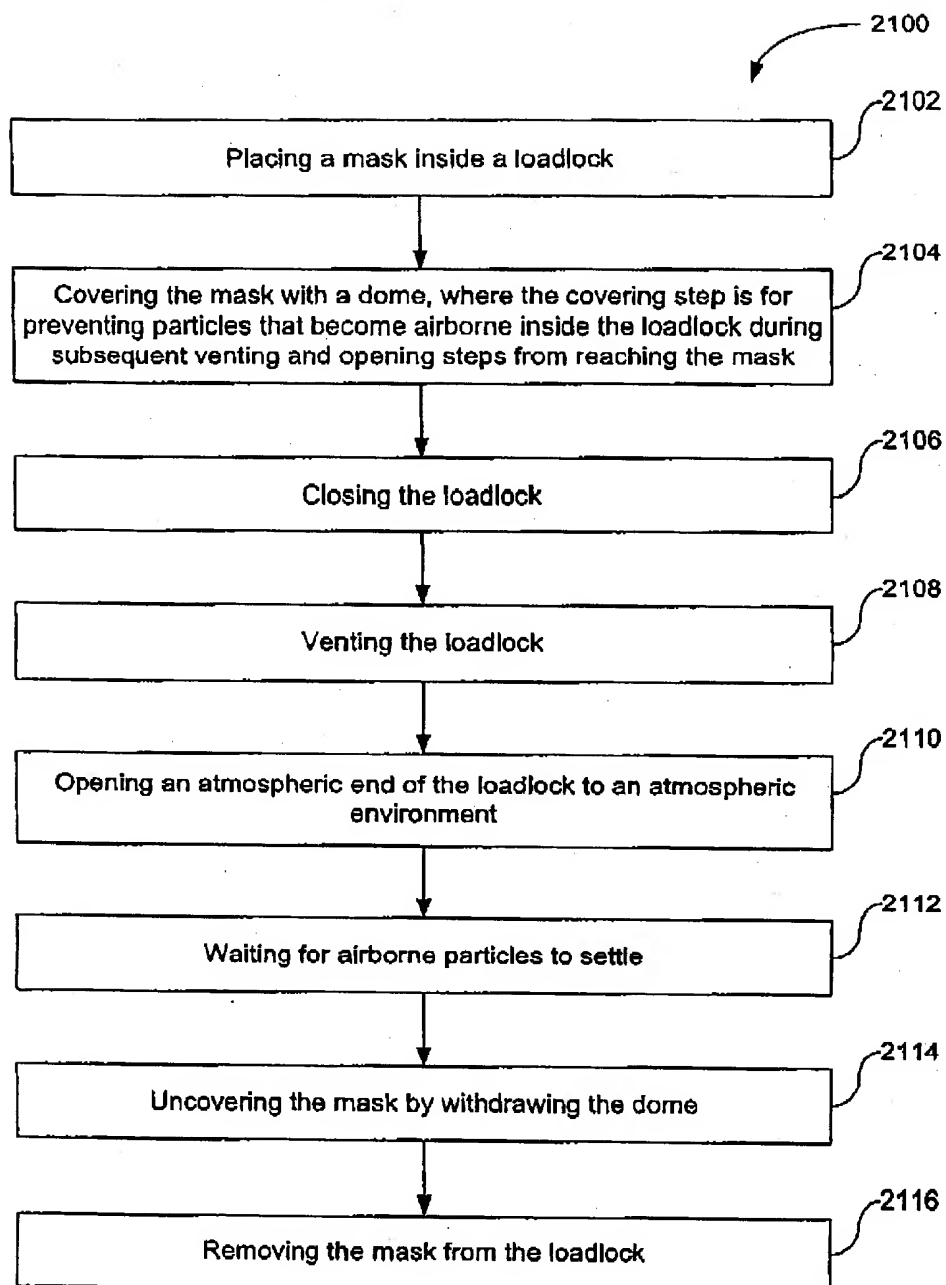 2100
2102
Placing a mask inside a loadlock
2104
Covering the mask with a dome, where the covering step is for
preventing particles that become airborne inside the loadlock during
subsequent venting and opening steps from reaching the mask
2106
Closing the loadlock
2108
Venting the loadlock
2110
Opening an atmospheric end of the loadlock to an atmospheric
environment
2112
Waiting for airborne particles to settle
2114
Uncovering the mask by withdrawing the dome
2116
Removing the mask from the loadlock